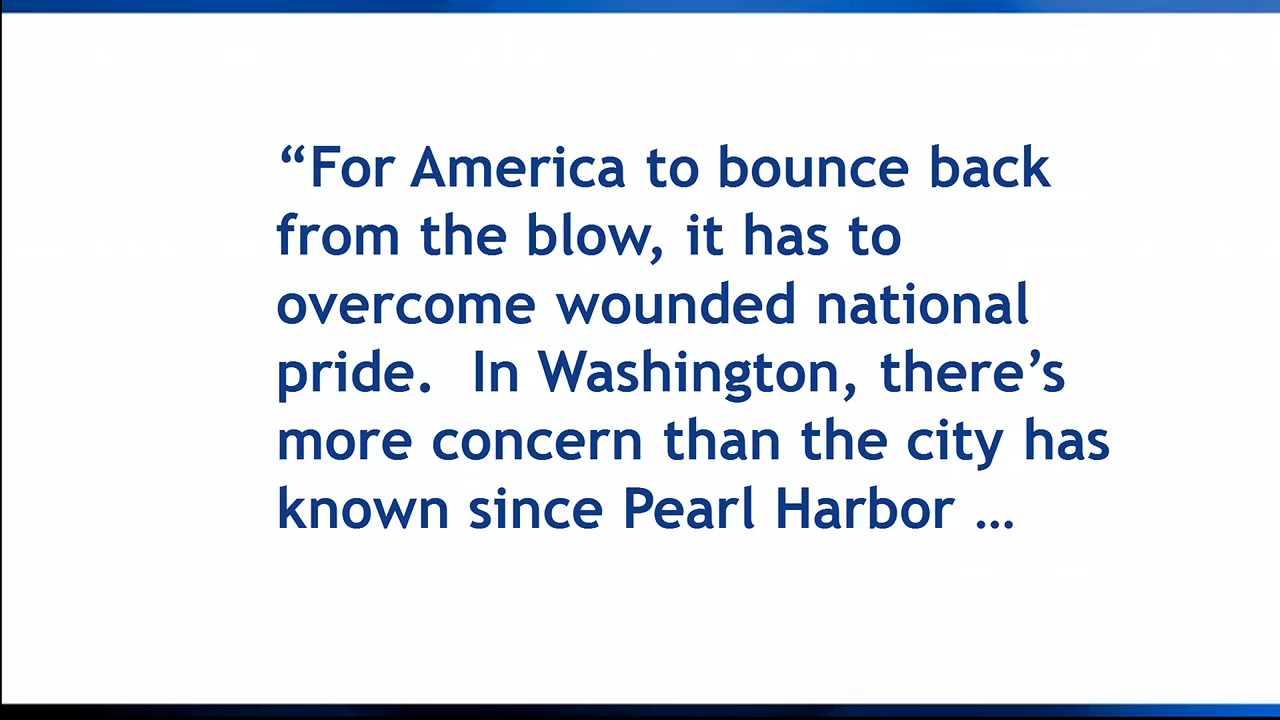 “For America to bounce back
from the blow, it has to
overcome wounded national
pride.  In Washington, there’s
more concern than the city has
known since Pearl Harbor …